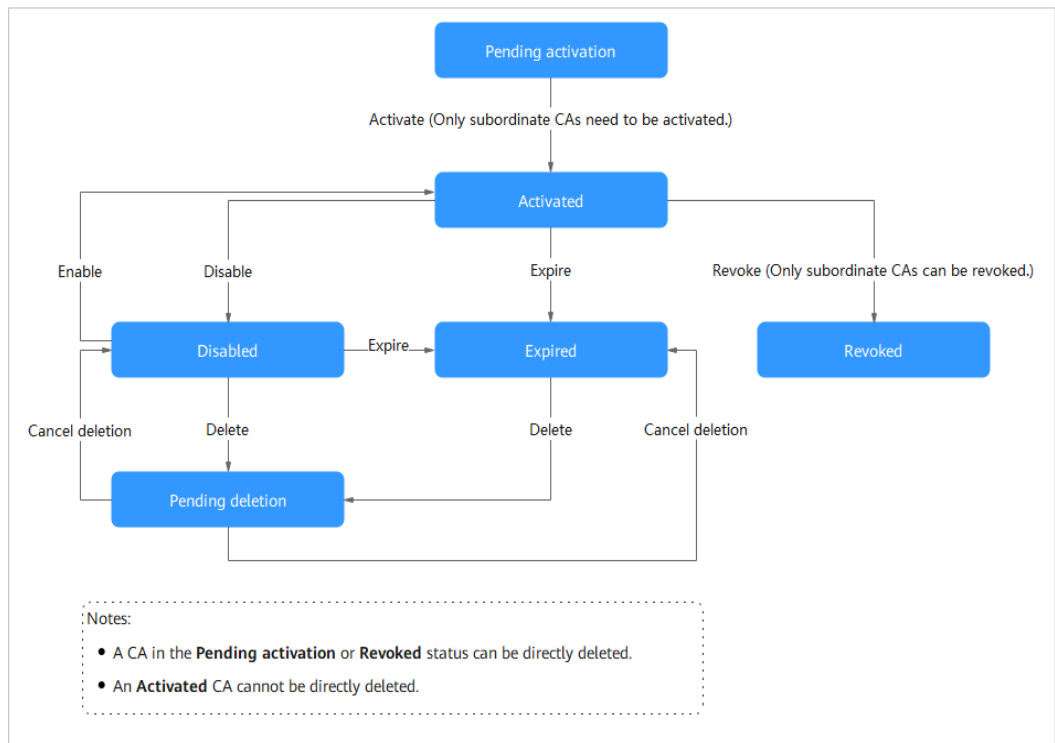 Pending activation
Activate (Only subordinate CAs need to be activated.)
Activated
Enable
Disable
Expire
Revoke (Only subordinate CAs can be revoked.)
Disabled
Expire
Expired
Revoked
Cancel deletion
Delete
Delete
Cancel deletion
Pending deletion
Notes:
• A CA in the Pending activation or Revoked status can be directly deleted.
• An Activated CA cannot be directly deleted.